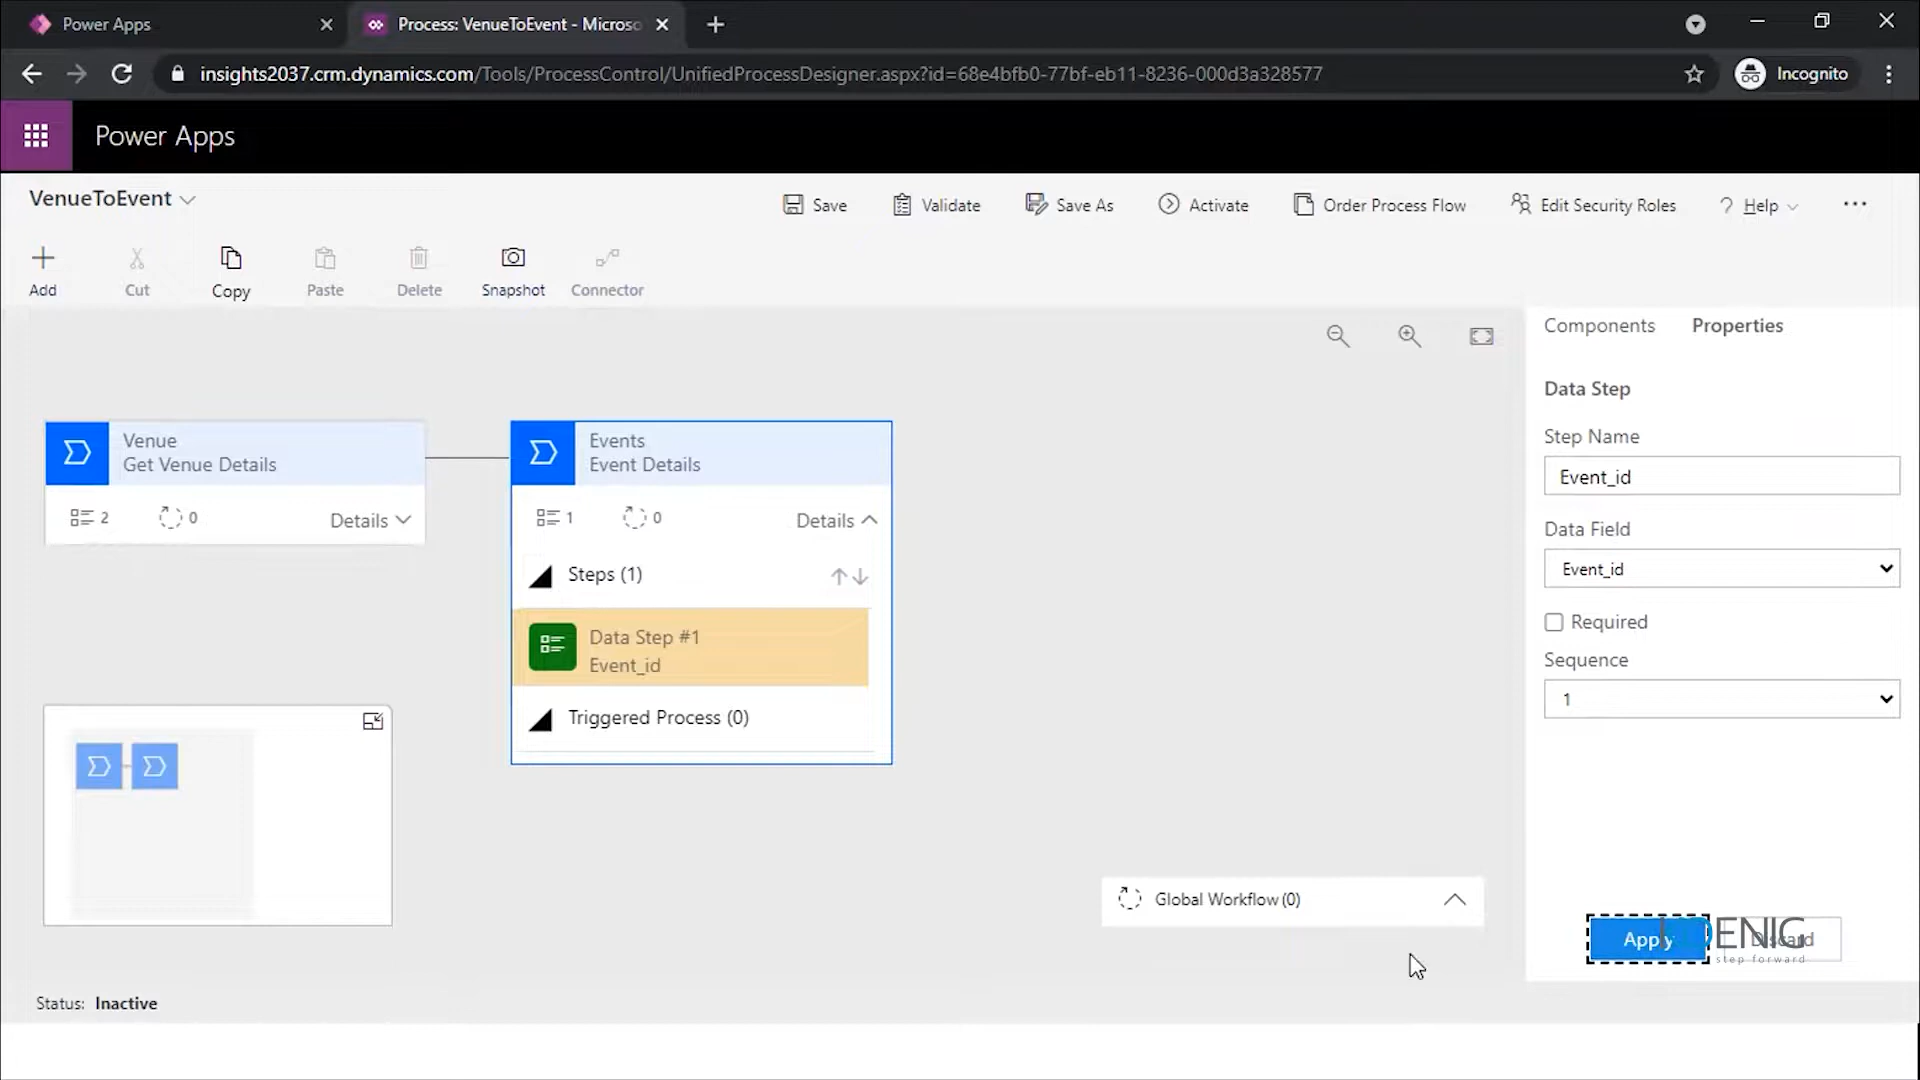 Power Apps
Process: VenueToEvent - Microso
insights2037.crm.dynamics.com/Tools/ProcessControl/UnifiedProcessDesigner.aspx?id=68e4bfb0-77bf-eb11-8236-000d3a328577
Incognito
Power Apps
VenueToEvent
Save
Validate
Save As
Activate
Order Process Flow
Edit Security Roles
? Help
Add
Cut
Copy
Paste
Delete
Snapshot
Connector
Components
Properties
Venue
Get Venue Details
2
0
Details
Events
Event Details
1
0
Details
Steps (1)
Data Step #1
Event_id
Triggered Process (0)
Data Step
Step Name
Event_id
Data Field
Event_id
Required
Sequence
1
Global Workflow (0)
Apply
Discard
step forward
Status: Inactive